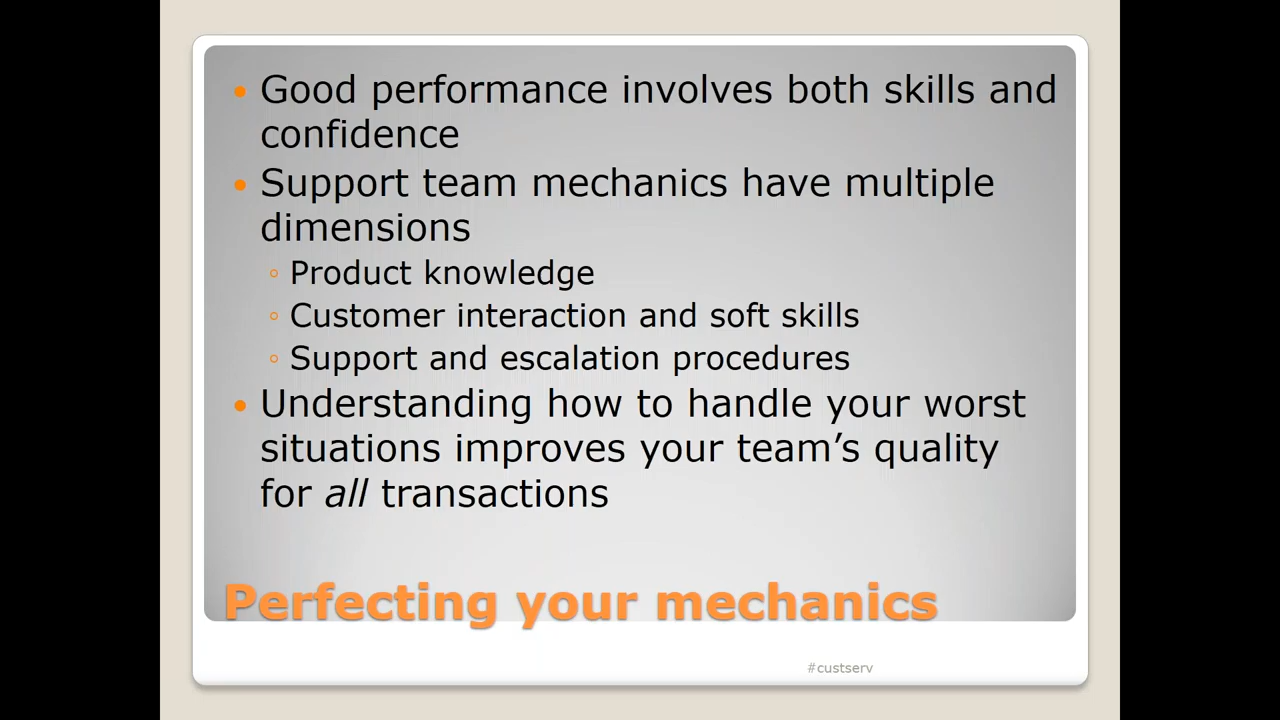 • Good performance involves both skills and
confidence
• Support team mechanics have multiple
dimensions
◦ Product knowledge
◦ Customer interaction and soft skills
◦ Support and escalation procedures
• Understanding how to handle your worst
situations improves your team’s quality
for all transactions
Perfecting your mechanics
#custserv